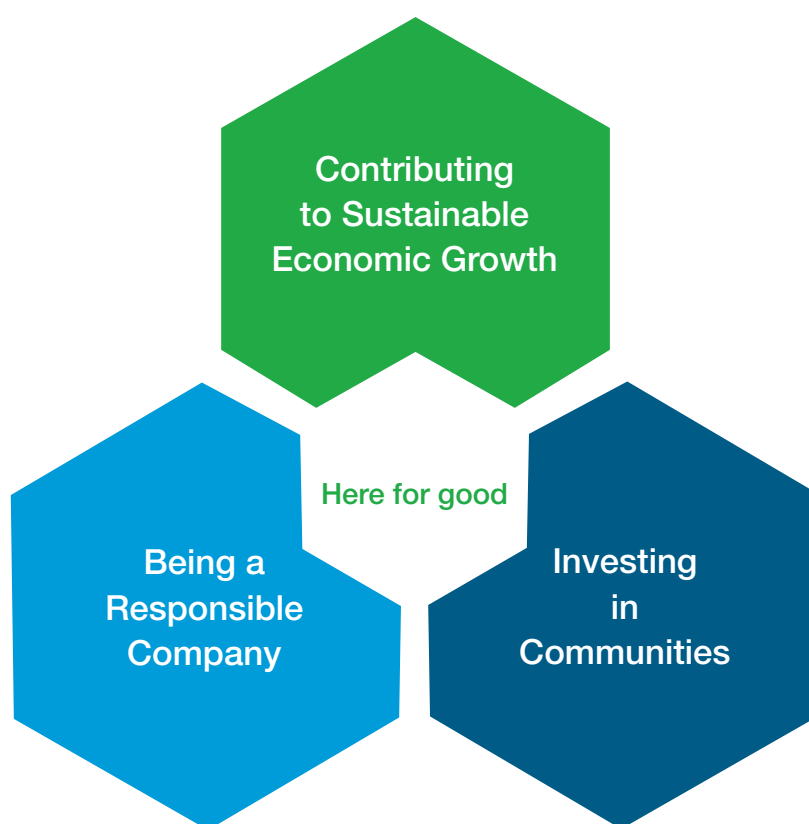 Contributing
to Sustainable
Economic Growth
Here for good
Being a
Responsible
Company
Investing
in
Communities